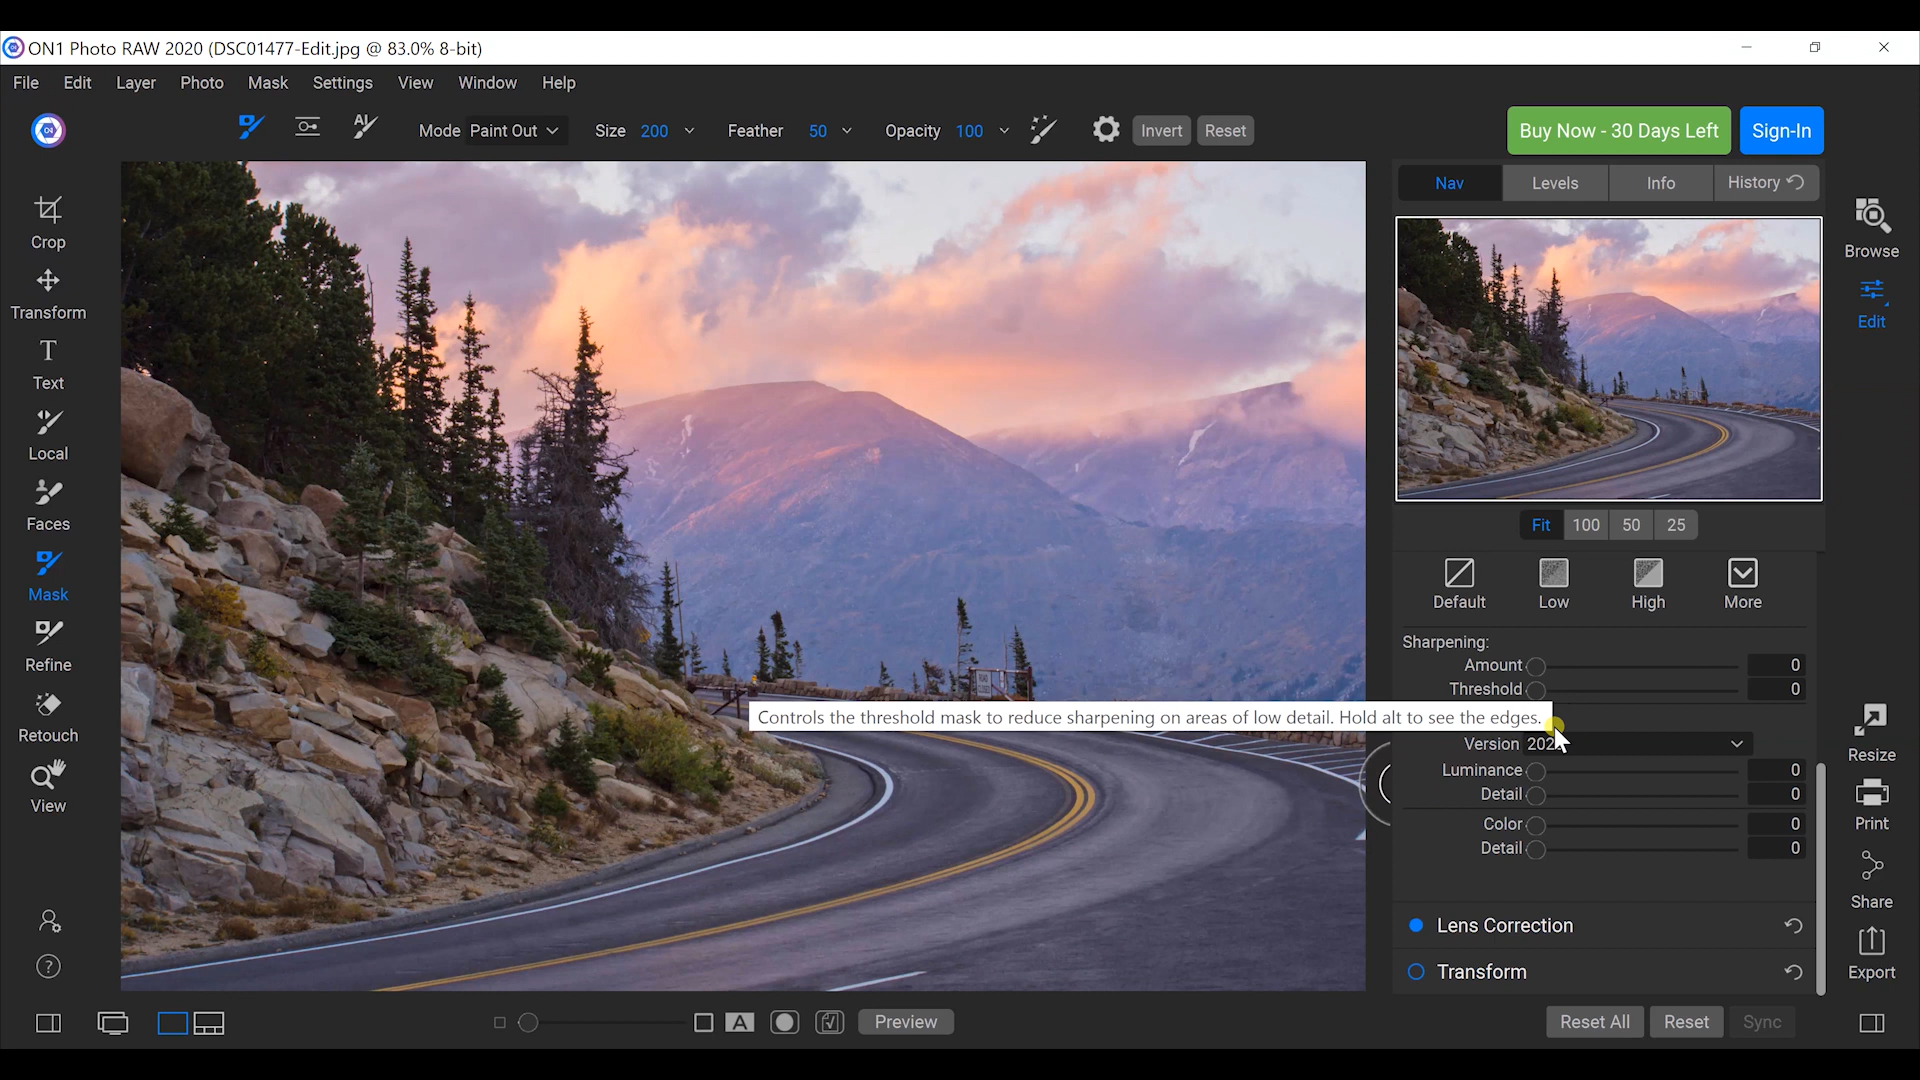 ON1 Photo RAW 2020 (DSC01477-Edit.jpg @ 83.0% 8-bit)
File Edit Layer Photo Mask Settings View Window Help
AI Mode Paint Out Size 200 Feather 50 Opacity 100 Invert Reset Buy Now - 30 Days Left Sign-In
Nav Levels Info History
Crop
Transform
Text
Local
Faces
Mask
Refine
Retouch
View
Browse
Edit
Fit 100 50 25
Default Low High More
Sharpening:
Amount 0
Threshold 0
Controls the threshold mask to reduce sharpening on areas of low detail. Hold alt to see the edges.
Version 202
Luminance 0
Detail 0
Color 0
Detail 0
Lens Correction
Transform
Resize
Print
Share
Export
A Preview Reset All Reset Sync